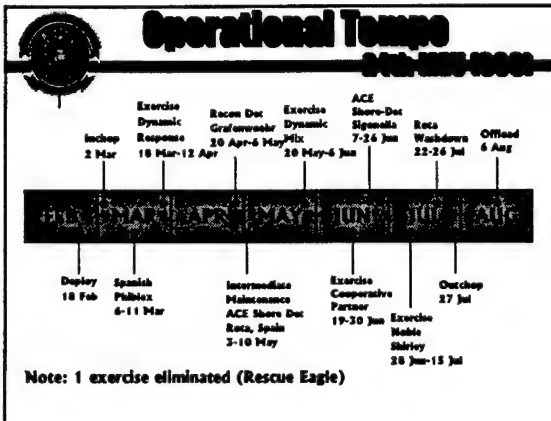 Operational Tempo
Inchop
2 Mar
Exercise
Dynamic
Response
18 Mar-12 Apr
Recon Det
Grafenwoehr
20 Apr-6 May
Exercise
Dynamic
Mix
20 May-6 Jun
ACE
Shore-Det
Sigonella
7-26 Jun
Rota
Washdown
22-26 Jul
Offload
6 Aug
FEB MAR APR MAY JUN JUL AUG
Deploy
18 Feb
Spanish
Phiblex
6-11 Mar
Intermediate
Maintenance
ACE Shore Det
Rota, Spain
3-10 May
Exercise
Cooperative
Partner
19-30 Jun
Exercise
Noble
Shirley
28 Jun-15 Jul
Outchop
27 Jul
Note: 1 exercise eliminated (Rescue Eagle)